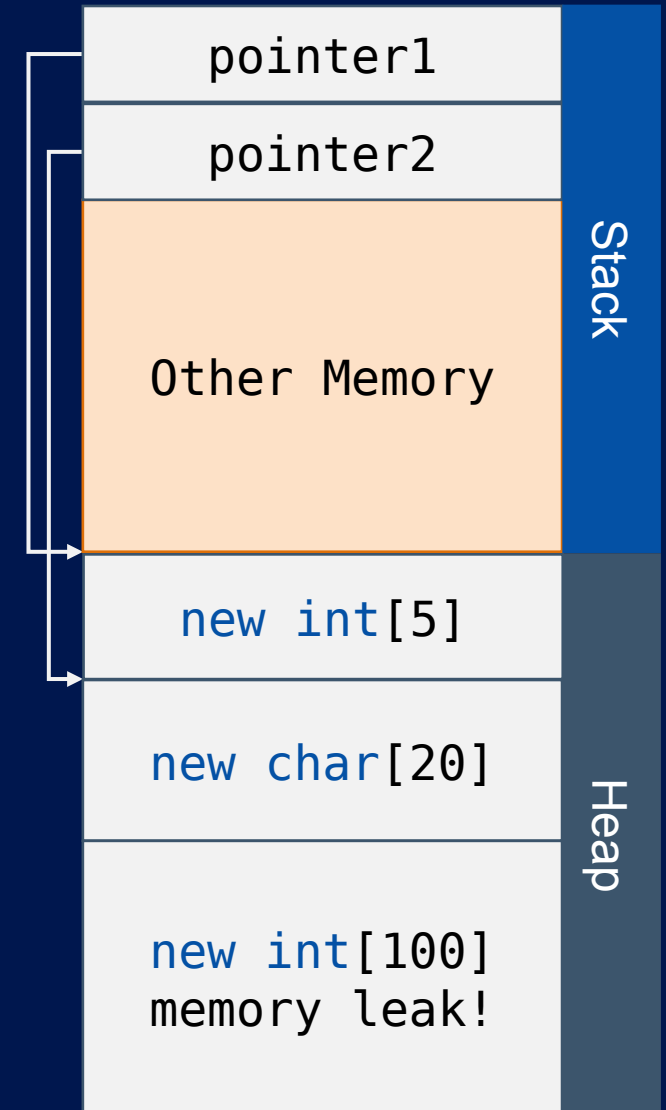 pointer1
pointer2
Other Memory
Stack
new int[5]
new char[20]
Heap
new int[100]
memory leak!